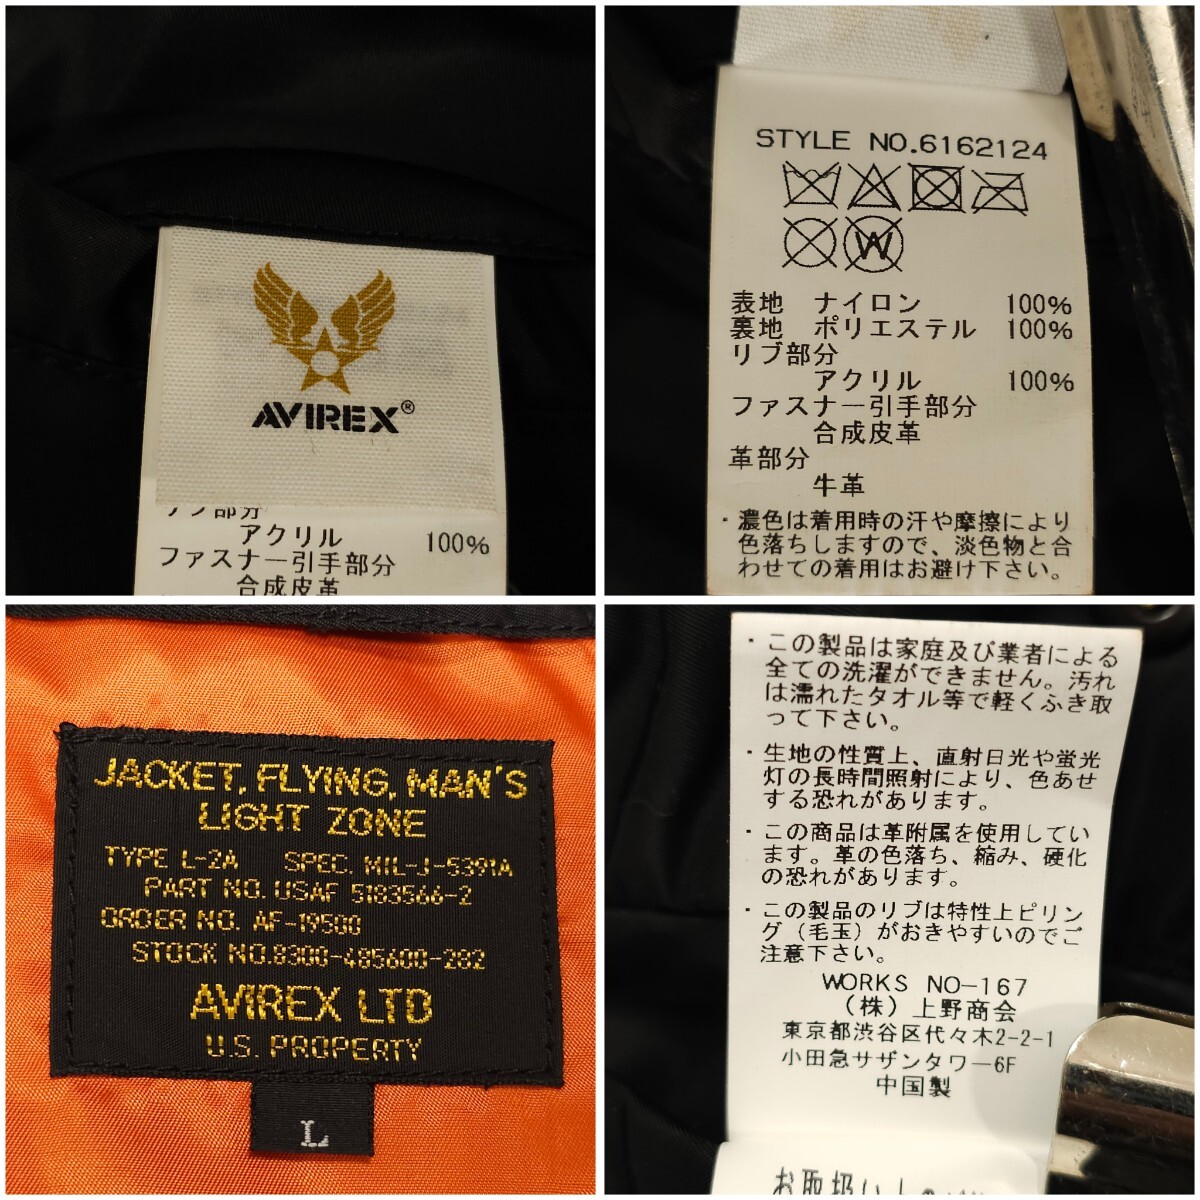 AVIREX®
リブ部分
アクリル 100%
ファスナー引手部分
合成皮革
STYLE NO.6162124
W
表地 ナイロン 100%
裏地 ポリエステル 100%
リブ部分
アクリル 100%
ファスナー引手部分
合成皮革
革部分
牛革
・濃色は着用時の汗や摩擦により
色落ちしますので、淡色物と合
わせての着用はお避け下さい。
JACKET, FLYING, MAN'S
LIGHT ZONE
TYPE L-2A SPEC. MIL-J-5391A
PART NO. USAF 5183566-2
ORDER NO. AF-19500
STOCK NO.8300-485600-282
AVIREX LTD
U.S. PROPERTY
L
・この製品は家庭及び業者による
全ての洗濯ができません。汚れ
は濡れたタオル等で軽くふき取
って下さい。
・生地の性質上、直射日光や蛍光
灯の長時間照射により、色あせ
する恐れがあります。
・この商品は革附属を使用してい
ます。革の色落ち、縮み、硬化
の恐れがあります。
・この製品のリブは特性上ピリン
グ（毛玉）がおきやすいのでご
注意下さい。
WORKS NO-167
（株）上野商会
東京都渋谷区代々木2-2-1
小田急サザンタワー6F
中国製